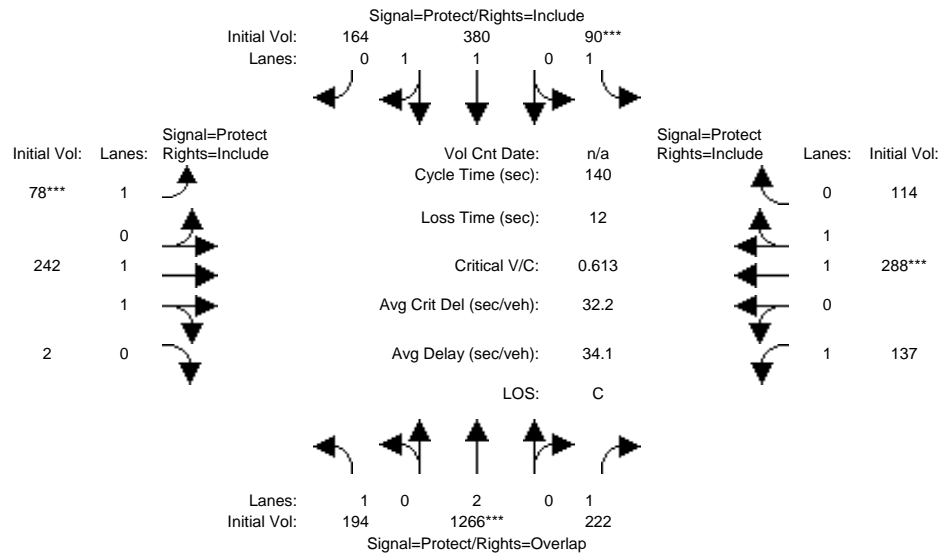 Signal=Protect/Rights=Include
Initial Vol: 164 380 90***
Lanes: 0 1 1 0 1
Signal=Protect Signal=Protect
Initial Vol: Lanes: Rights=Include Vol Cnt Date: n/a Rights=Include Lanes: Initial Vol:
Cycle Time (sec): 140
78*** 1 0 114
Loss Time (sec): 12
0 1
242 1 Critical V/C: 0.613 1 288***
1 Avg Crit Del (sec/veh): 32.2 0
2 0 Avg Delay (sec/veh): 34.1 1 137
LOS: C
Lanes: 1 0 2 0 1
Initial Vol: 194 1266*** 222
Signal=Protect/Rights=Overlap